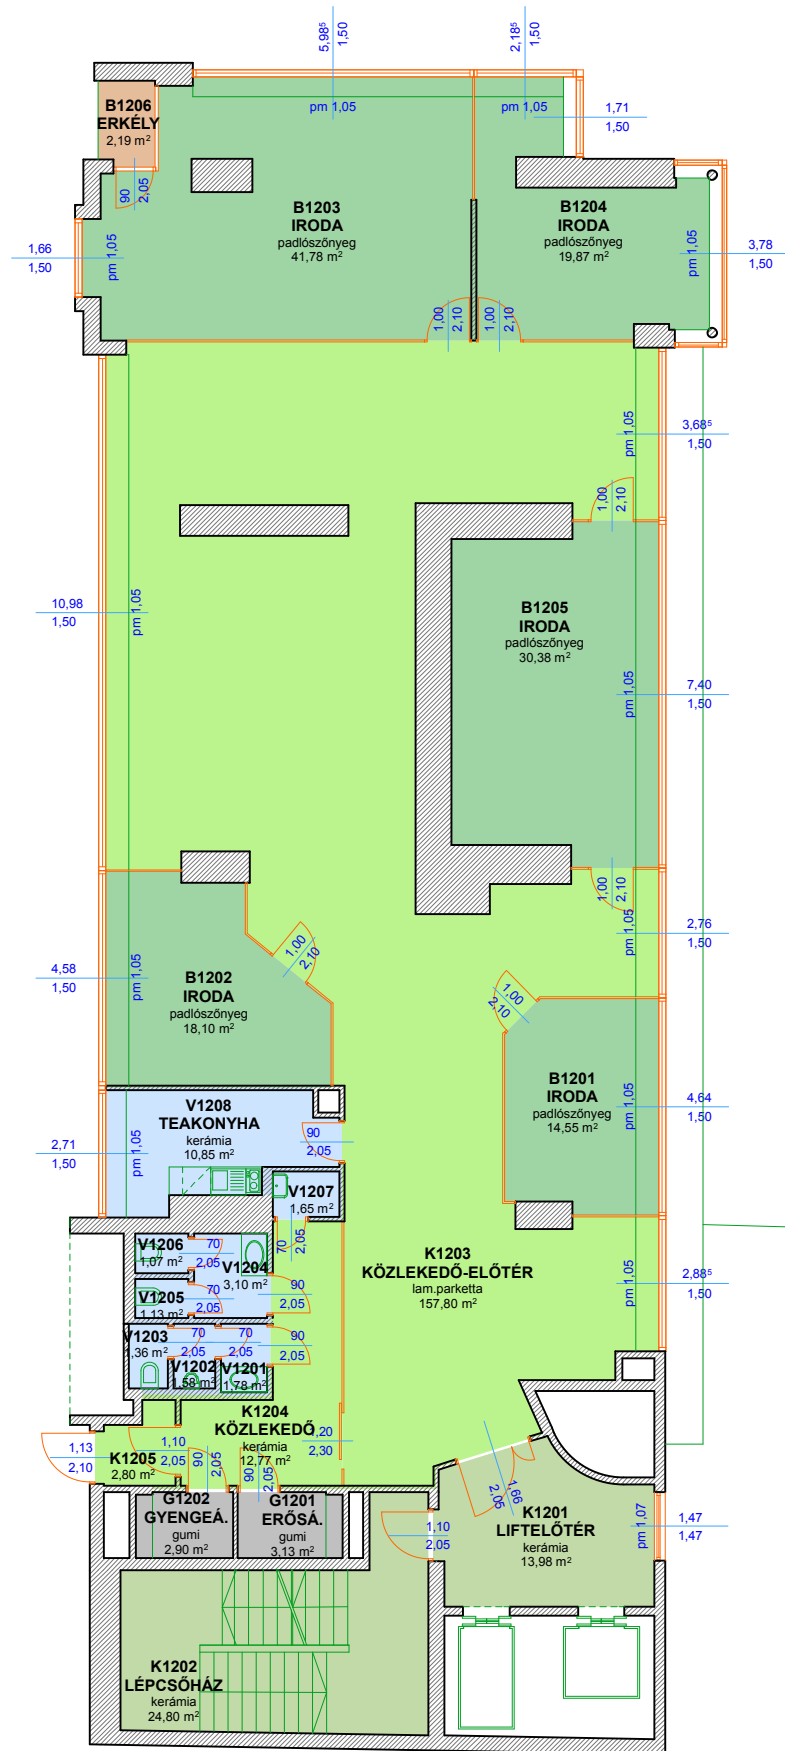 5,98⁵
1,50
2,18⁵
1,50
B1206
ERKÉLY
2,19 m²
pm 1,05
pm 1,05
1,71
1,50
90
2,05
B1203
IRODA
padlószőnyeg
41,78 m²
B1204
IRODA
padlószőnyeg
19,87 m²
1,66
1,50
pm 1,05
pm 1,05
3,78
1,50
1,00
2,10
1,00
2,10
pm 1,05
3,68⁵
1,50
1,00
2,10
10,98
1,50
pm 1,05
B1205
IRODA
padlószőnyeg
30,38 m²
pm 1,05
7,40
1,50
1,00
2,10
pm 1,05
2,76
1,50
4,58
1,50
pm 1,05
B1202
IRODA
padlószőnyeg
18,10 m²
1,00
2,10
1,00
2,10
B1201
IRODA
padlószőnyeg
14,55 m²
pm 1,05
4,64
1,50
V1208
TEAKONYHA
kerámia
10,85 m²
90
2,05
2,71
1,50
pm 1,05
V1207
1,65 m²
70
2,05
V1206
1,07 m²
70
2,05
V1204
3,10 m²
V1205
1,13 m²
70
2,05
90
2,05
K1203
KÖZLEKEDŐ-ELŐTÉR
lam.parketta
157,80 m²
pm 1,05
2,88⁵
1,50
V1203
1,36 m²
70
2,05
70
2,05
90
2,05
V1202
1,58 m²
V1201
1,78 m²
K1204
KÖZLEKEDŐ
kerámia
12,77 m²
1,20
2,30
1,13
2,10
K1205
2,80 m²
1,10
2,05
90
2,05
90
2,05
G1202
GYENGEÁ.
gumi
2,90 m²
G1201
ERŐSÁ.
gumi
3,13 m²
1,66
2,05
1,10
2,05
K1201
LIFTELŐTÉR
kerámia
13,98 m²
pm 1,07
1,47
1,47
K1202
LÉPCSŐHÁZ
kerámia
24,80 m²